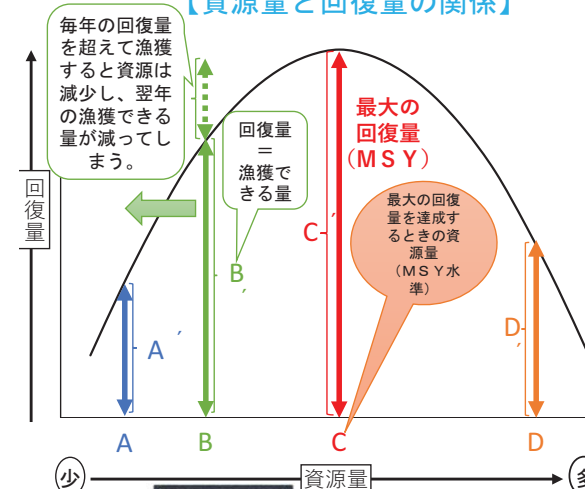 【資源量と回復量の関係】
毎年の回復量
を超えて漁獲
すると資源は
減少し、翌年
の漁獲できる
量が減ってし
まう。
回復量
＝
漁獲で
きる量
最大の
回復量
（ＭＳＹ）
最大の回復
量を達成す
るときの資
源量
（ＭＳＹ水
準）
回復量
A´
B´
C´
D´
A
B
C
D
少
資源量
多